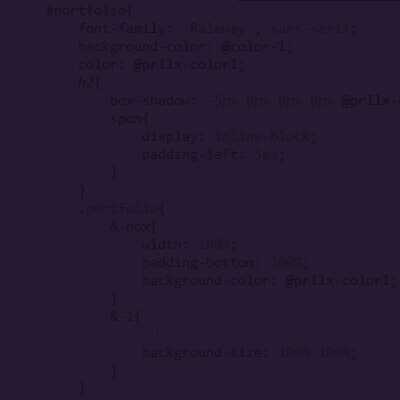 #portfolio{
font-family: 'Raleway', sans-serif;
background-color: @color-1;
color: @prllx-color1;
h2{
box-shadow: -5px 0px 0px 0px @prllx-
span{
display: inline-block;
padding-left: 5px;
}
}
.portfolio{
&-box{
width: 100%;
padding-bottom: 100%;
background-color: @prllx-color1;
}
&-1{
background-size: 100% 100%;
}
}